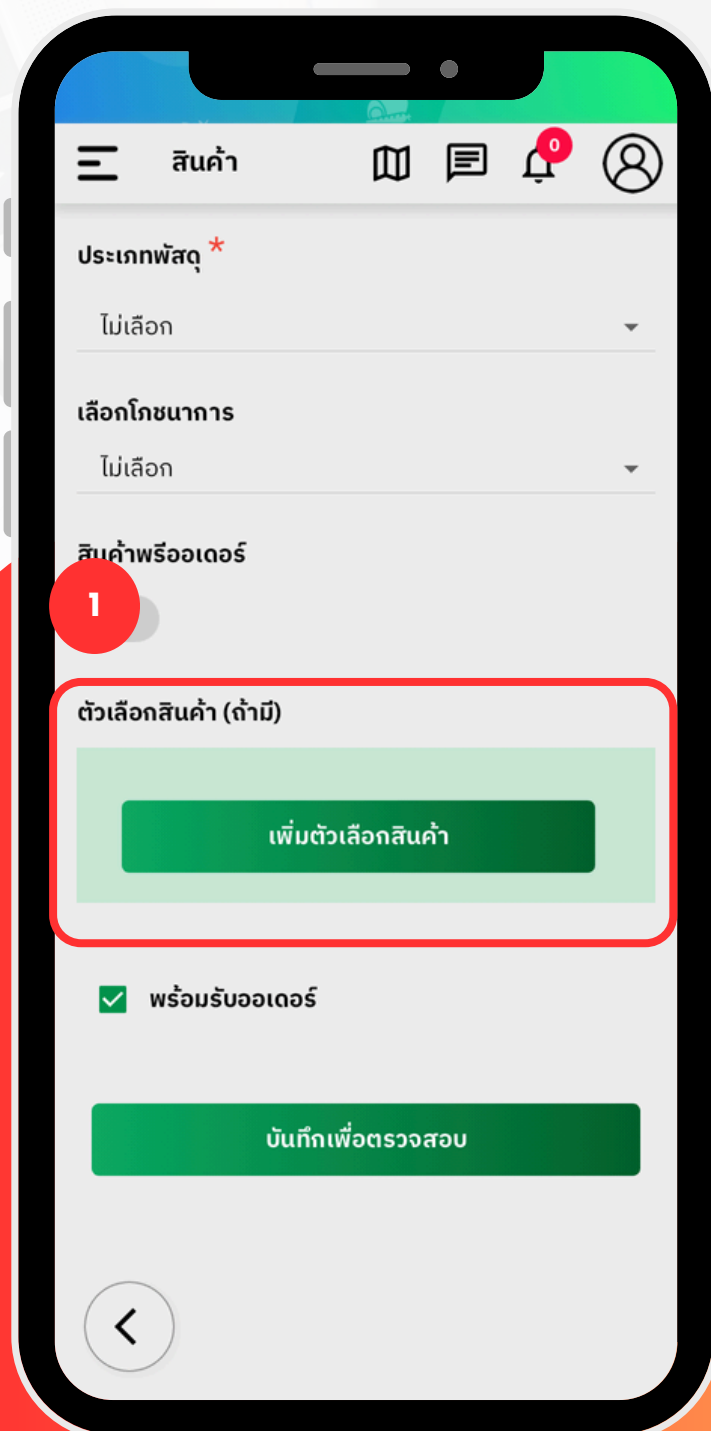 สินค้า
0
ประเภทพัสดุ *
ไม่เลือก
เลือกโภชนาการ
ไม่เลือก
สินค้าพรีออเดอร์
1
ตัวเลือกสินค้า (ถ้ามี)
เพิ่มตัวเลือกสินค้า
พร้อมรับออเดอร์
บันทึกเพื่อตรวจสอบ